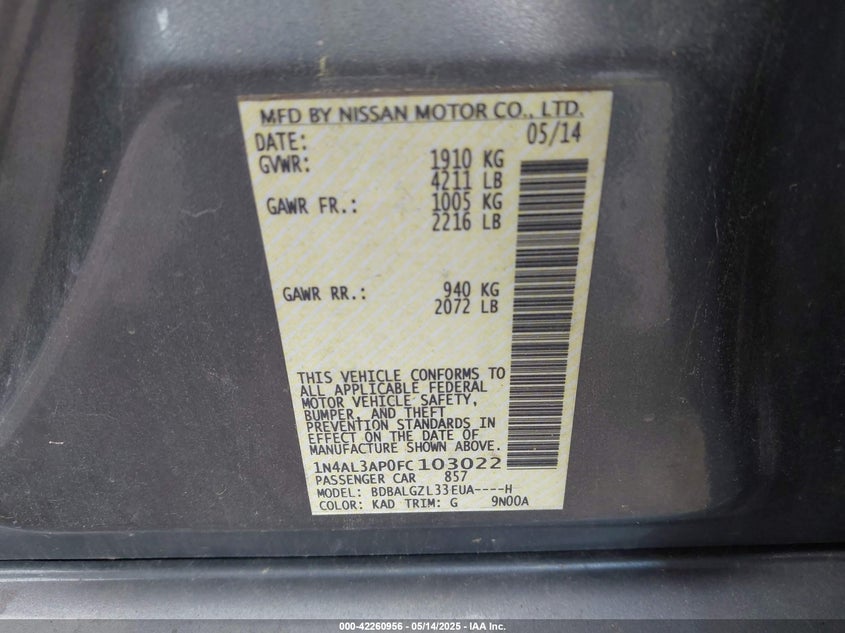 MFD BY NISSAN MOTOR CO., LTD.
DATE: 05/14
GVWR: 1910 KG
4211 LB
GAWR FR.: 1005 KG
2216 LB
GAWR RR.: 940 KG
2072 LB
THIS VEHICLE CONFORMS TO
ALL APPLICABLE FEDERAL
MOTOR VEHICLE SAFETY,
BUMPER, AND THEFT
PREVENTION STANDARDS IN
EFFECT ON THE DATE OF
MANUFACTURE SHOWN ABOVE.
1N4AL3AP0FC103022
PASSENGER CAR 857
MODEL: BDBALGZL33EUA----H
COLOR: KAD TRIM: G 9N00A
000-42260956 - 05/14/2025 - IAA Inc.